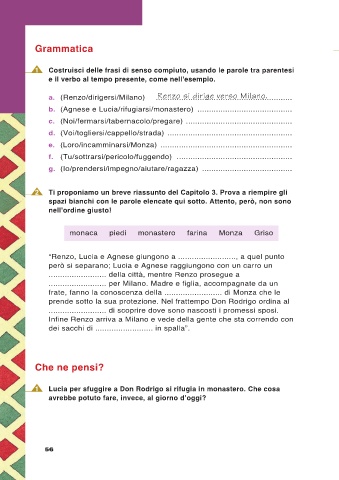 Grammatica
1 Costruisci delle frasi di senso compiuto, usando le parole tra parentesi
e il verbo al tempo presente, come nell'esempio.
a. (Renzo/dirigersi/Milano) Renzo si dirige verso Milano.
b. (Agnese e Lucia/rifugiarsi/monastero) ..........................................
c. (Noi/fermarsi/tabernacolo/pregare) ...............................................
d. (Voi/togliersi/cappello/strada) .......................................................
e. (Loro/incamminarsi/Monza) ..........................................................
f. (Tu/sottrarsi/pericolo/fuggendo) ...................................................
g. (Io/prendersi/impegno/aiutare/ragazza) ........................................
2 Ti proponiamo un breve riassunto del Capitolo 3. Prova a riempire gli
spazi bianchi con le parole elencate qui sotto. Attento, però, non sono
nell'ordine giusto!
monaca piedi monastero farina Monza Griso
"Renzo, Lucia e Agnese giungono a ........................., a quel punto
però si separano; Lucia e Agnese raggiungono con un carro un
......................... della città, mentre Renzo prosegue a
......................... per Milano. Madre e figlia, accompagnate da un
frate, fanno la conoscenza della ......................... di Monza che le
prende sotto la sua protezione. Nel frattempo Don Rodrigo ordina al
......................... di scoprire dove sono nascosti i promessi sposi.
Infine Renzo arriva a Milano e vede della gente che sta correndo con
dei sacchi di ......................... in spalla".
Che ne pensi?
1 Lucia per sfuggire a Don Rodrigo si rifugia in monastero. Che cosa
avrebbe potuto fare, invece, al giorno d'oggi?
56